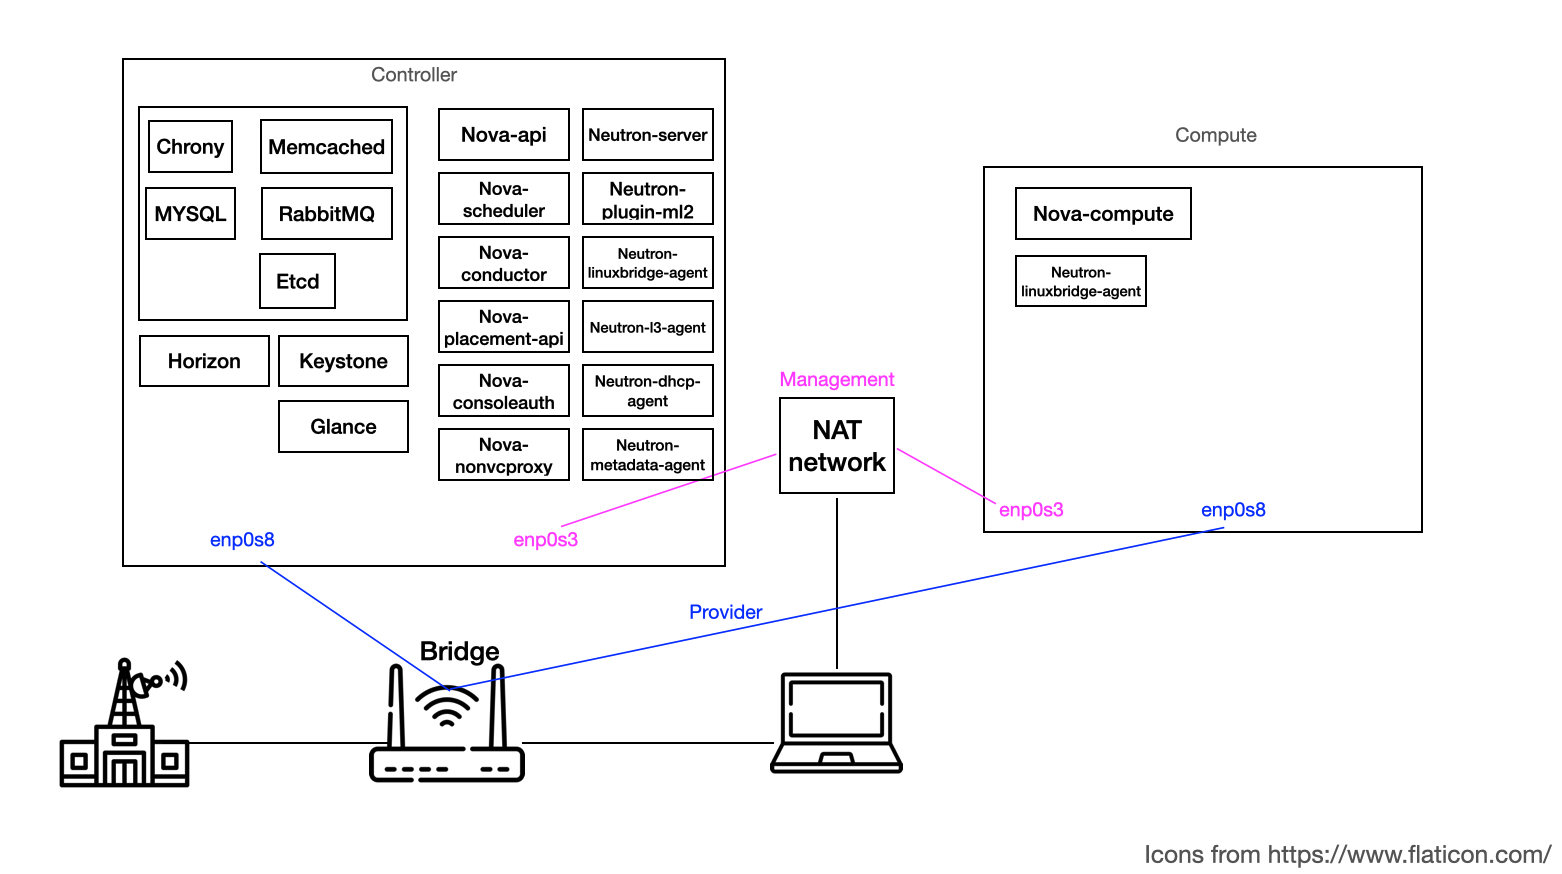 Controller
Chrony
Memcached
MYSQL
RabbitMQ
Etcd
Horizon
Keystone
Glance
Nova-api
Nova-
scheduler
Nova-
conductor
Nova-
placement-api
Nova-
consoleauth
Nova-
nonvcproxy
Neutron-server
Neutron-
plugin-ml2
Neutron-
linuxbridge-agent
Neutron-l3-agent
Neutron-dhcp-
agent
Neutron-
metadata-agent
enp0s8
enp0s3
Management
NAT
network
Compute
Nova-compute
Neutron-
linuxbridge-agent
enp0s3
enp0s8
Provider
Bridge
Icons from https://www.flaticon.com/